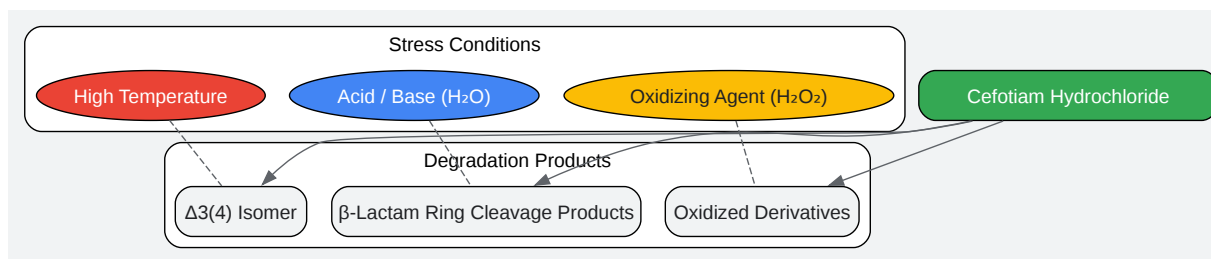 Stress Conditions
High Temperature
Acid / Base (H₂O)
Oxidizing Agent (H₂O₂)
Cefotiam Hydrochloride
Degradation Products
Δ3(4) Isomer
β-Lactam Ring Cleavage Products
Oxidized Derivatives